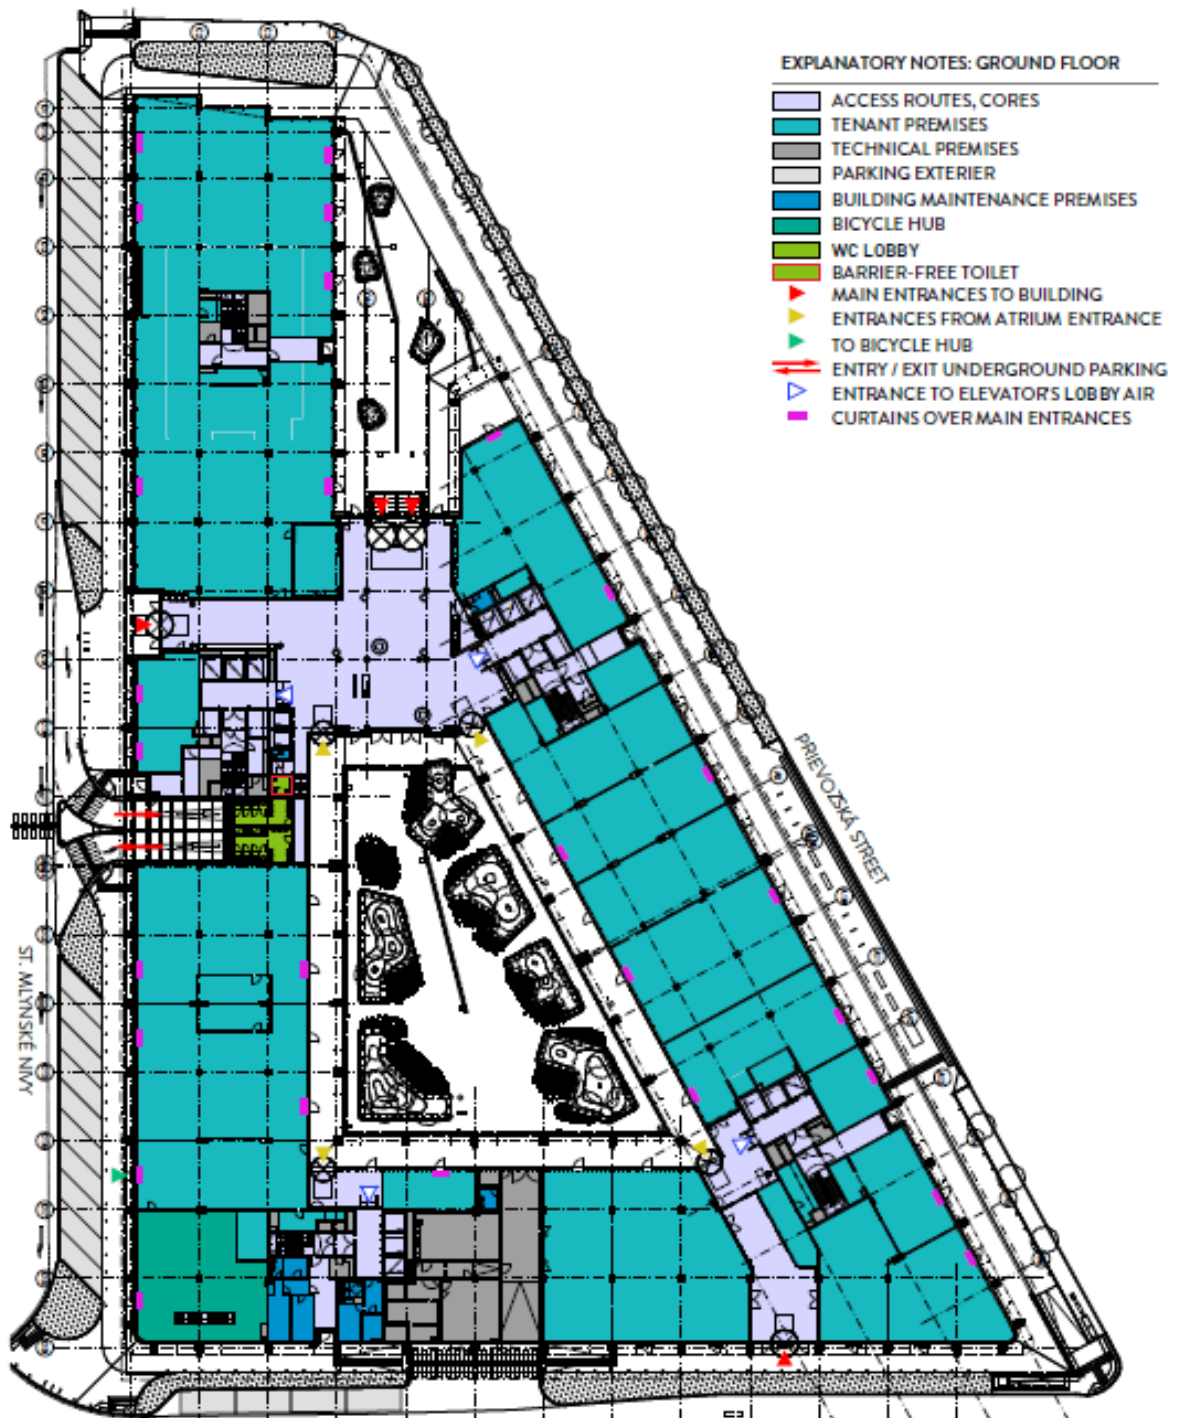 EXPLANATORY NOTES: GROUND FLOOR
ACCESS ROUTES, CORES
TENANT PREMISES
TECHNICAL PREMISES
PARKING EXTERIER
BUILDING MAINTENANCE PREMISES
BICYCLE HUB
WC LOBBY
BARRIER-FREE TOILET
MAIN ENTRANCES TO BUILDING
ENTRANCES FROM ATRIUM ENTRANCE
TO BICYCLE HUB
ENTRY / EXIT UNDERGROUND PARKING
ENTRANCE TO ELEVATOR'S LOBBY AIR
CURTAINS OVER MAIN ENTRANCES
PRIEVOZSKÁ STREET
ST. MLYNSKÉ NIVY